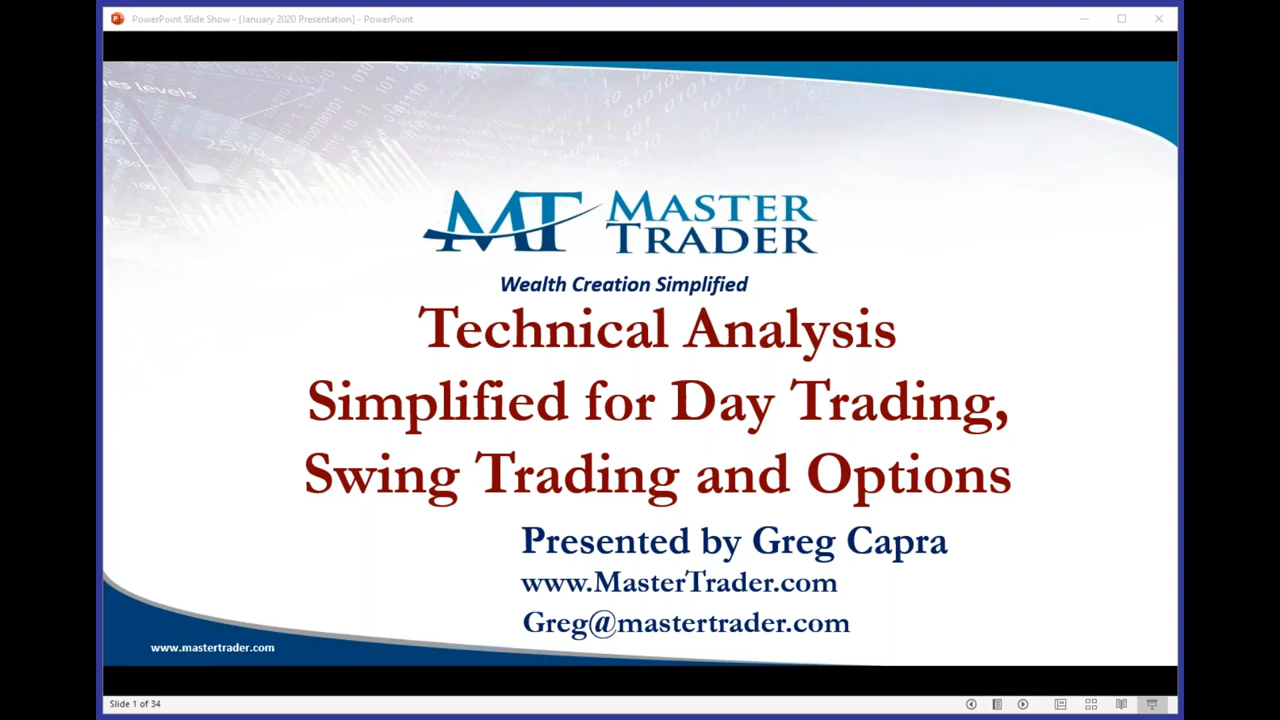 PowerPoint Slide Show - [January 2020 Presentation] - PowerPoint
MASTER
MT TRADER
Wealth Creation Simplified
Technical Analysis
Simplified for Day Trading,
Swing Trading and Options
Presented by Greg Capra
www.MasterTrader.com
Greg@mastertrader.com
www.mastertrader.com
Slide 1 of 34